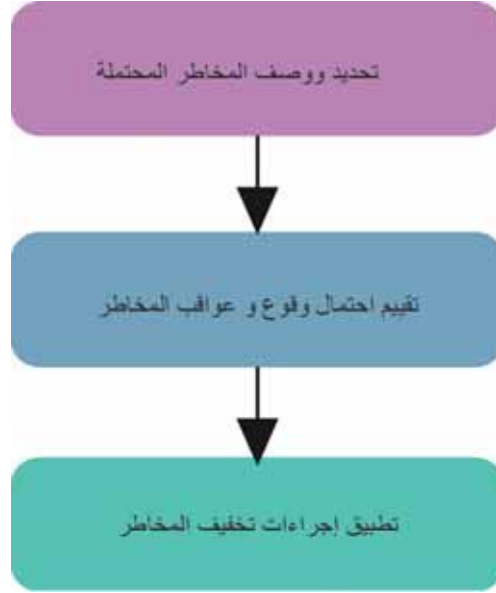 تحديد ووصف المخاطر المحتملة
تقييم احتمال وقوع و عواقب المخاطر
تطبيق إجراءات تخفيف المخاطر